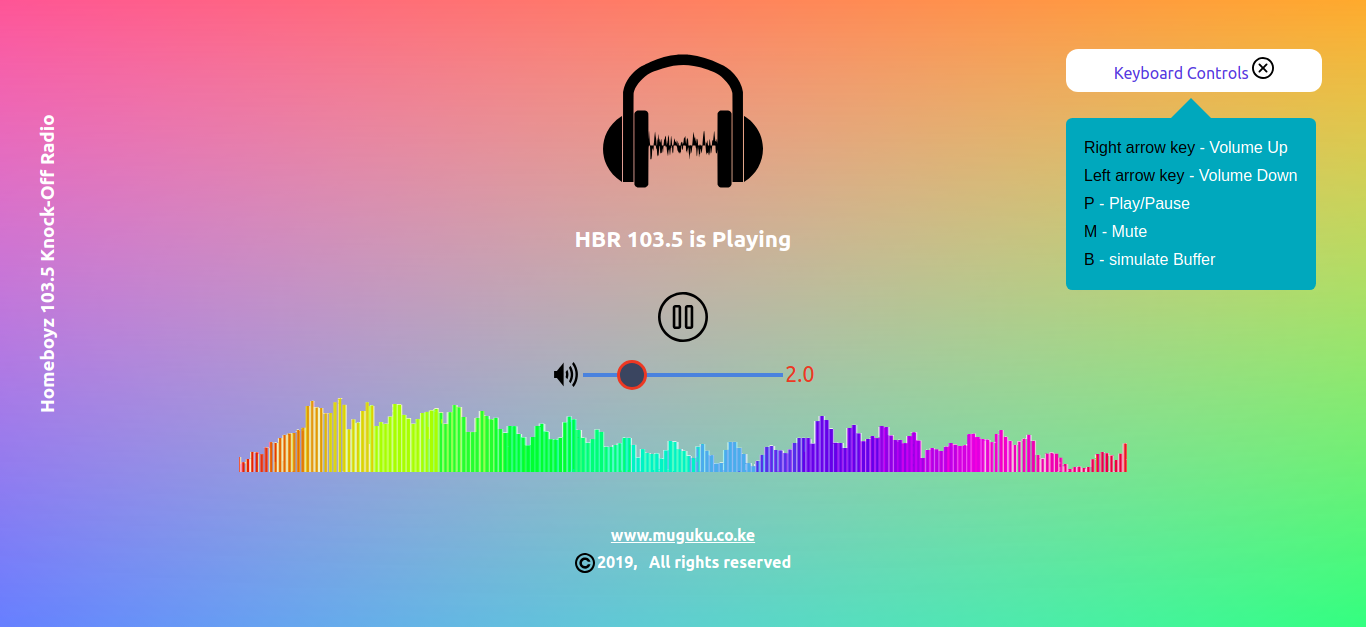 Homeboyz 103.5 Knock-Off Radio
Keyboard Controls
Right arrow key - Volume Up
Left arrow key - Volume Down
P - Play/Pause
M - Mute
B - simulate Buffer
HBR 103.5 is Playing
2.0
www.muguku.co.ke
© 2019, All rights reserved